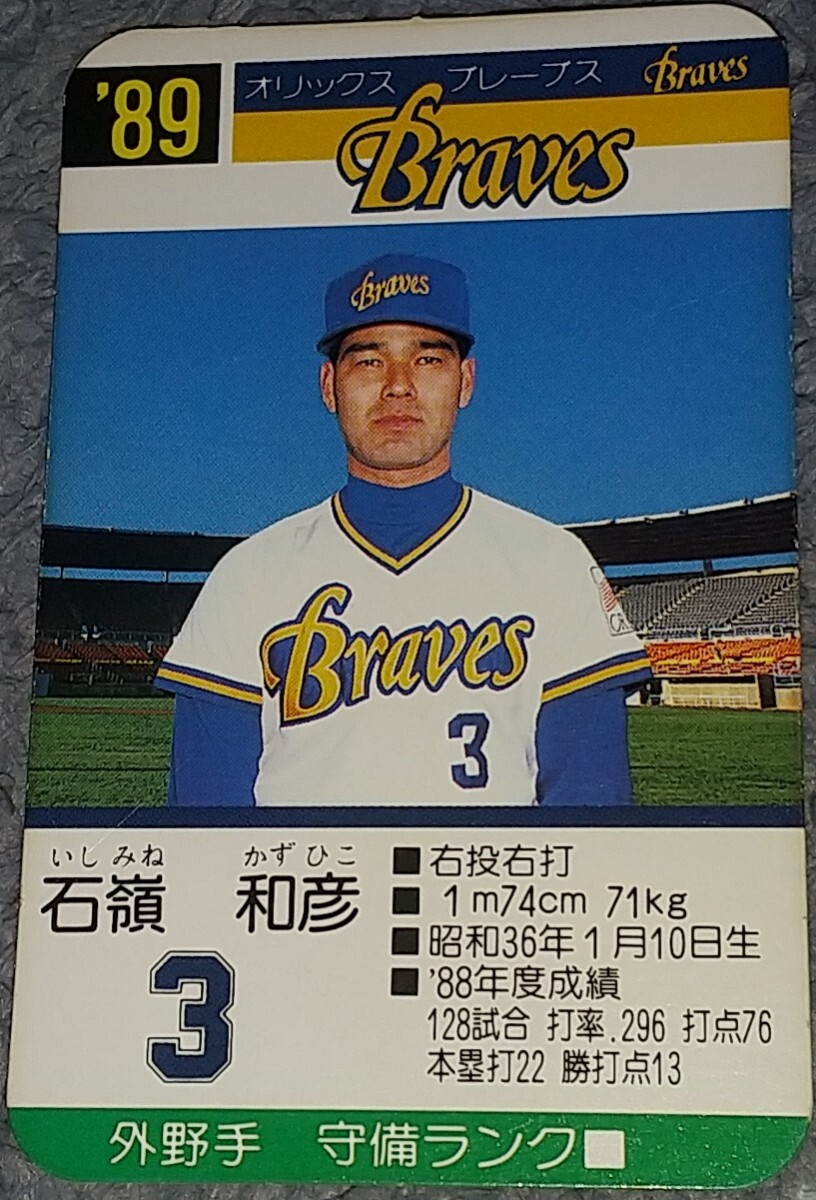 '89
オリックス ブレーブス Braves
Braves
Braves
Braves
3
いしみね かずひこ
石嶺 和彦
3
■右投右打
■1m74cm 71kg
■昭和36年1月10日生
■'88年度成績
128試合 打率.296 打点76
本塁打22 勝打点13
外野手 守備ランク□